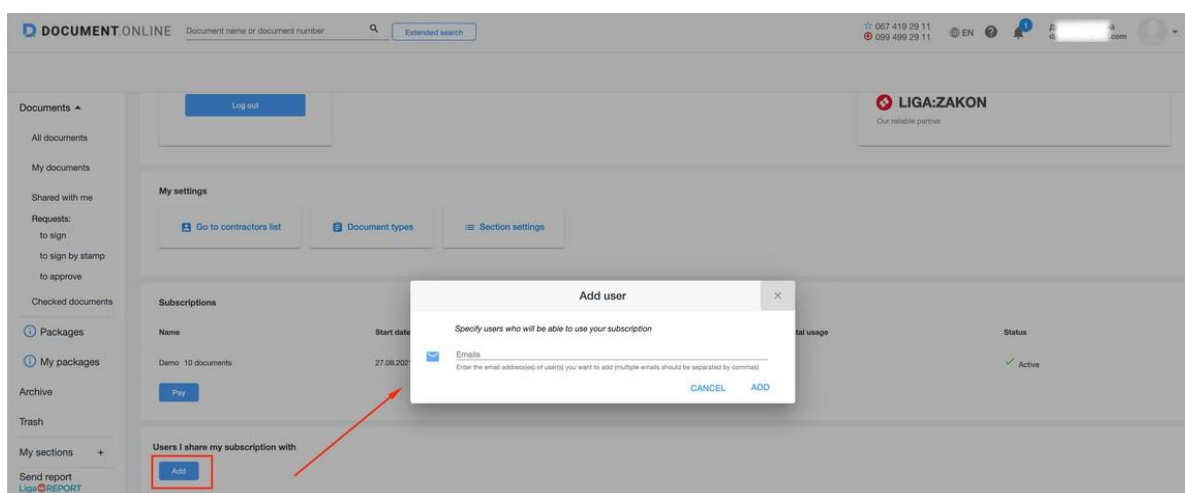 DOCUMENT.ONLINE
Document name or document number
Extended search
067 419 29 11
099 499 29 11
EN
1
.com
Documents
All documents
My documents
Shared with me
Requests:
to sign
to sign by stamp
to approve
Checked documents
Packages
My packages
Archive
Trash
My sections +
Send report
Liga REPORT
Log out
LIGA:ZAKON
Our reliable partner
My settings
Go to contractors list
Document types
Section settings
Subscriptions
Name
Start date
tal usage
Status
Demo 10 documents
27.09.202
Active
Pay
Add user
×
Specify users who will be able to use your subscription
Emails
Enter the email address(es) of user(s) you want to add (multiple emails should be separated by commas)
CANCEL
ADD
Users I share my subscription with
Add